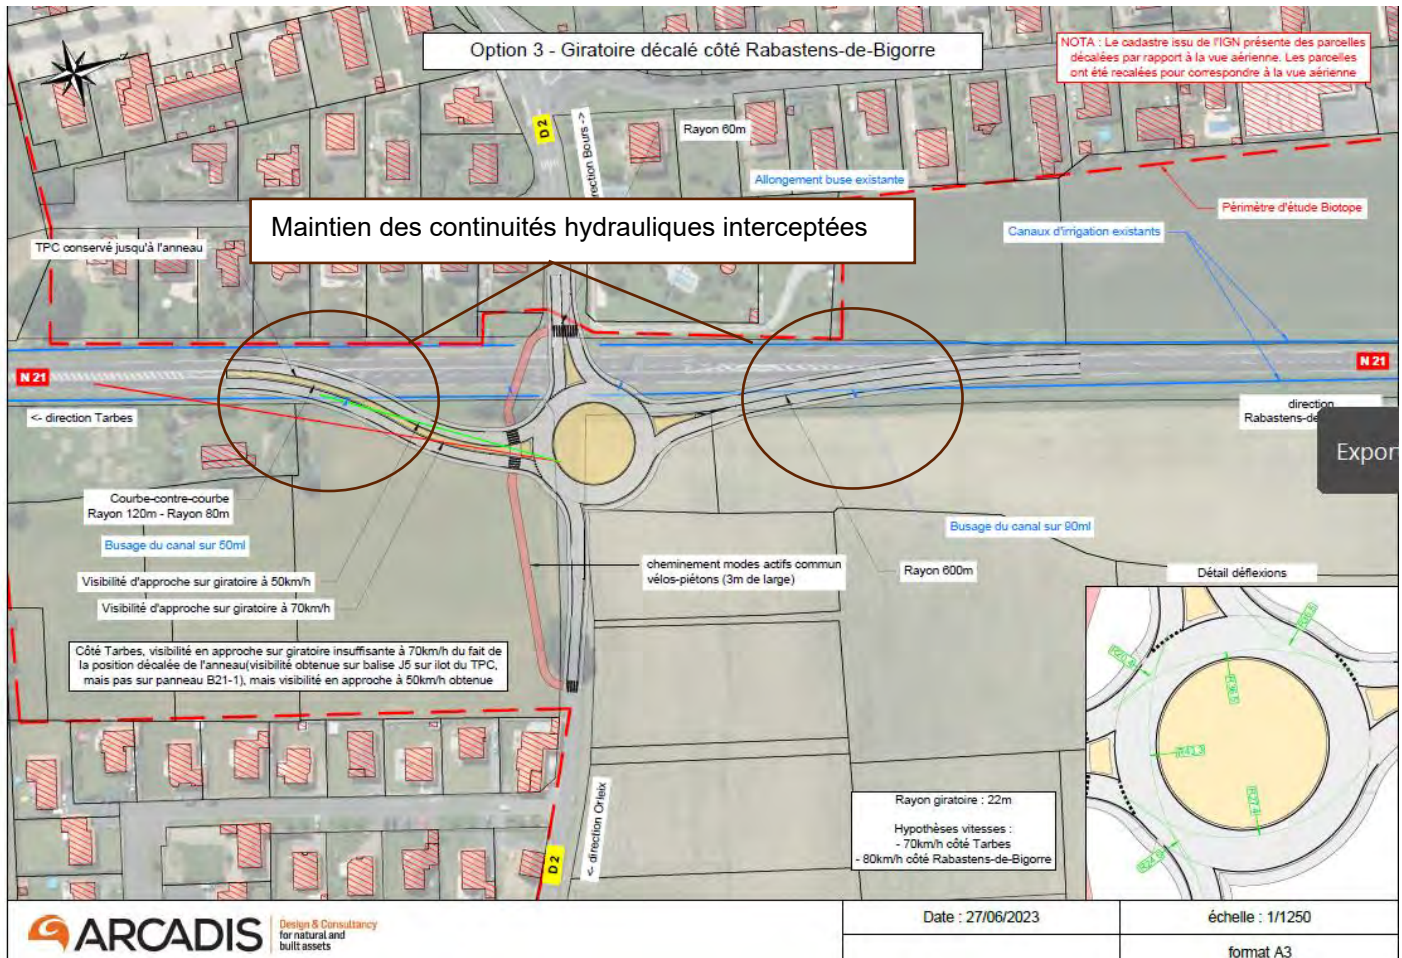 Option 3 - Giratoire décalé côté Rabastens-de-Bigorre
NOTA : Le cadastre issu de l'IGN présente des parcelles
décalées par rapport à la vue aérienne. Les parcelles
ont été recalées pour correspondre à la vue aérienne
D 2
direction Bours ->
Rayon 60m
Allongement buse existante
Périmètre d'étude Biotope
Maintien des continuités hydrauliques interceptées
Canaux d'irrigation existants
TPC conservé jusqu'à l'anneau
N 21
N 21
<- direction Tarbes
direction
Rabastens-de
Export
Courbe-contre-courbe
Rayon 120m - Rayon 80m
Busage du canal sur 50ml
Busage du canal sur 90ml
Visibilité d'approche sur giratoire à 50km/h
cheminement modes actifs commun
vélos-piétons (3m de large)
Rayon 600m
Détail déflexions
Visibilité d'approche sur giratoire à 70km/h
Côté Tarbes, visibilité en approche sur giratoire insuffisante à 70km/h du fait de
la position décalée de l'anneau(visibilité obtenue sur balise J5 sur ilot du TPC,
mais pas sur panneau B21-1), mais visibilité en approche à 50km/h obtenue
<- direction Orleix
D 2
Rayon giratoire : 22m
Hypothèses vitesses :
- 70km/h côté Tarbes
- 80km/h côté Rabastens-de-Bigorre
ARCADIS
Design & Consultancy
for natural and
built assets
Date : 27/06/2023
échelle : 1/1250
format A3